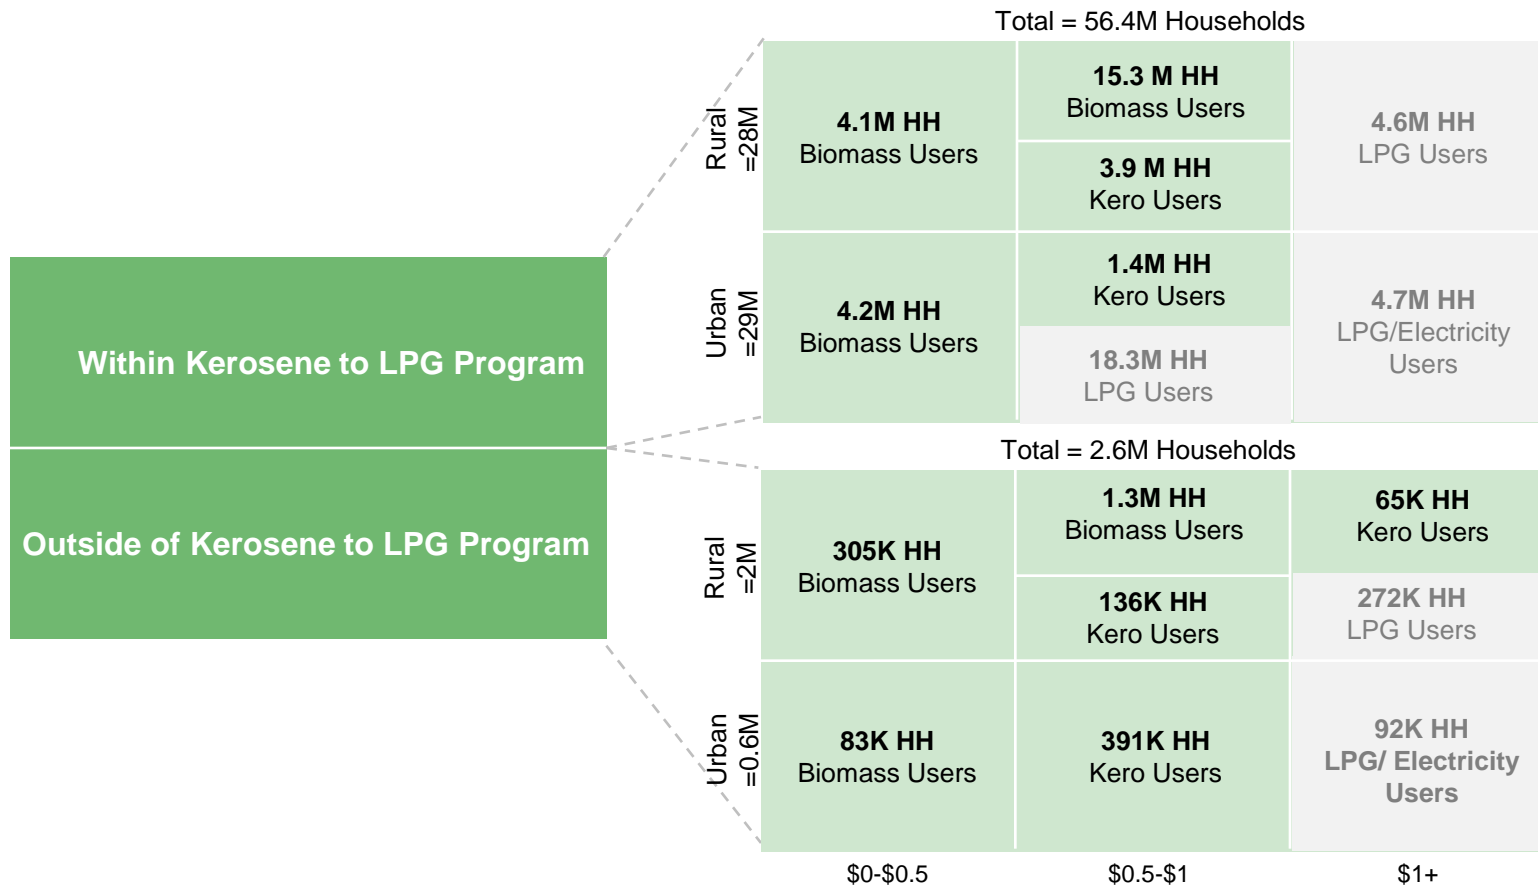 Total = 56.4M Households
Rural
=28M
4.1M HH
Biomass Users
15.3 M HH
Biomass Users
3.9 M HH
Kero Users
4.6M HH
LPG Users
Urban
=29M
4.2M HH
Biomass Users
1.4M HH
Kero Users
18.3M HH
LPG Users
4.7M HH
LPG/Electricity
Users
Within Kerosene to LPG Program
Outside of Kerosene to LPG Program
Total = 2.6M Households
Rural
=2M
305K HH
Biomass Users
1.3M HH
Biomass Users
136K HH
Kero Users
65K HH
Kero Users
272K HH
LPG Users
Urban
=0.6M
83K HH
Biomass Users
391K HH
Kero Users
92K HH
LPG/ Electricity
Users
$0-$0.5
$0.5-$1
$1+